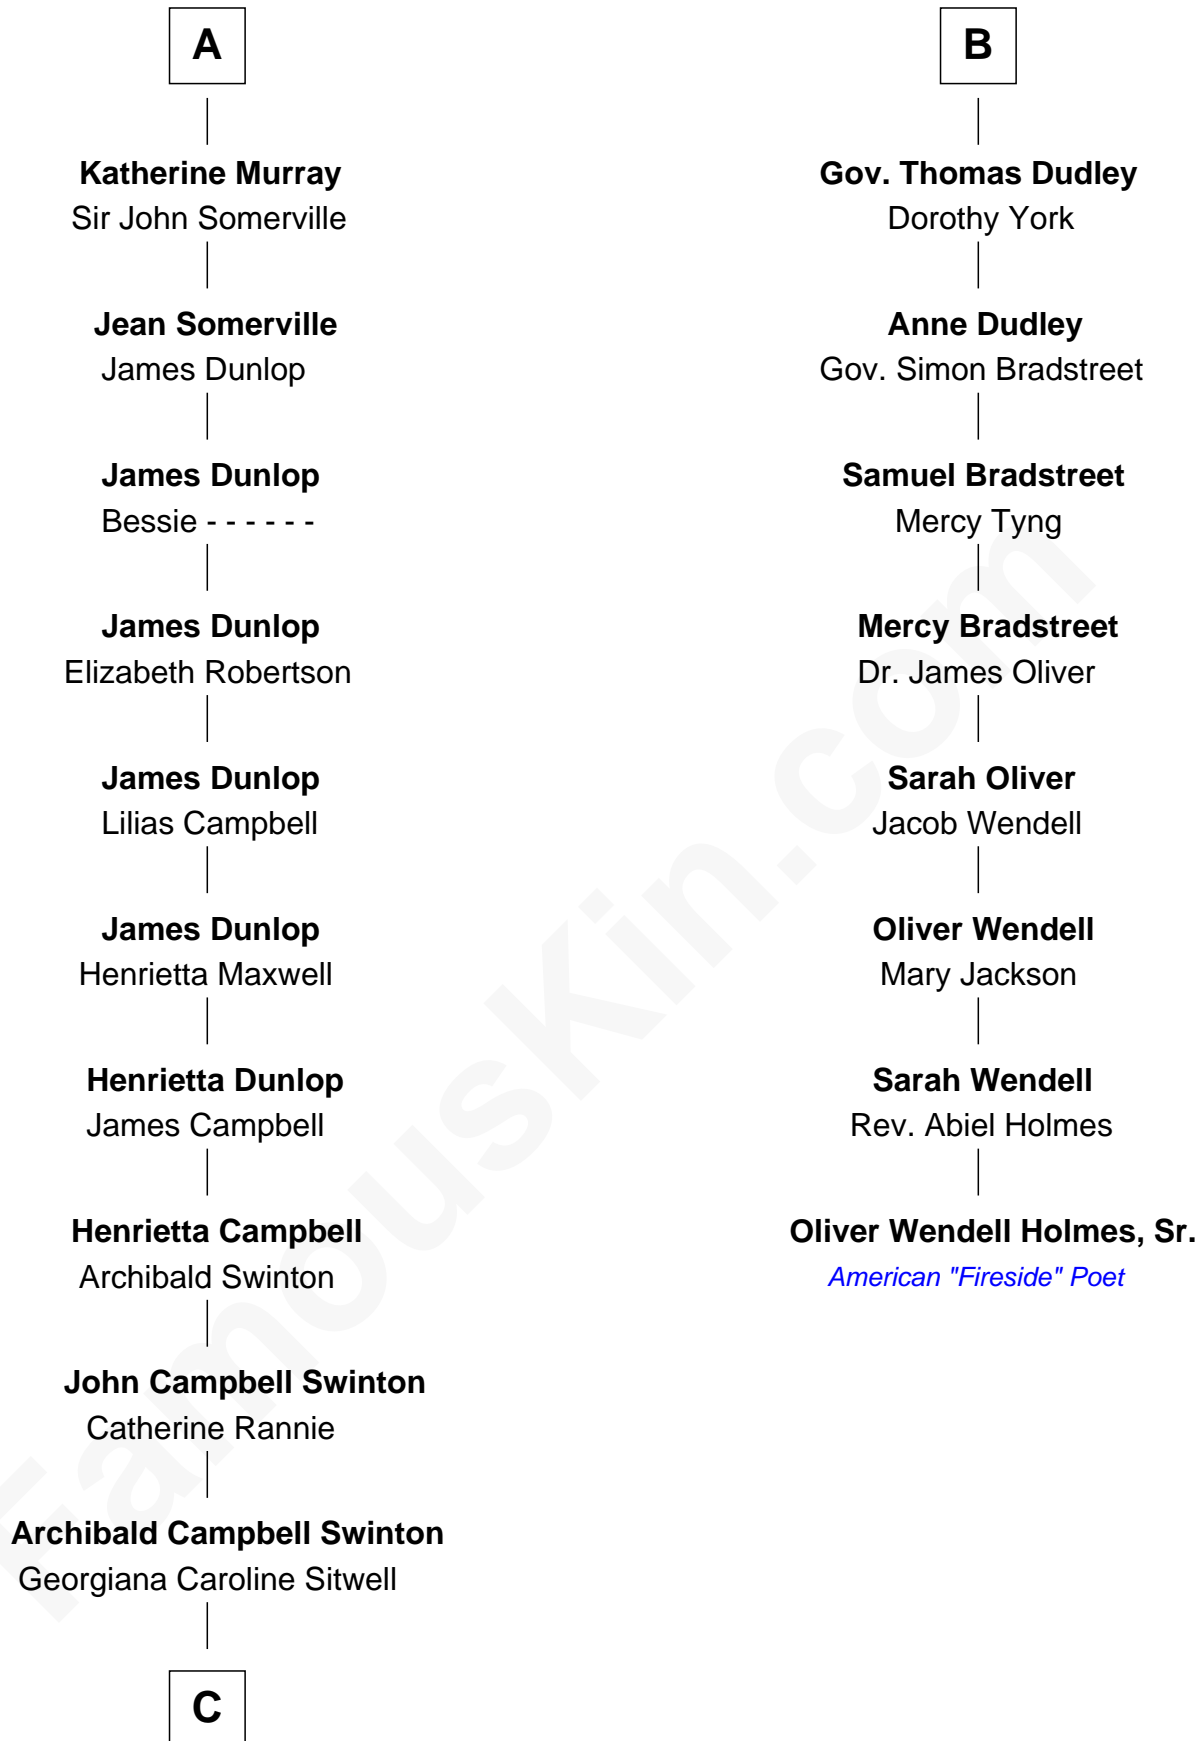 A
Katherine Murray
Sir John Somerville
Jean Somerville
James Dunlop
James Dunlop
Bessie - - - - - -
James Dunlop
Elizabeth Robertson
James Dunlop
Lilias Campbell
James Dunlop
Henrietta Maxwell
Henrietta Dunlop
James Campbell
Henrietta Campbell
Archibald Swinton
John Campbell Swinton
Catherine Rannie
Archibald Campbell Swinton
Georgiana Caroline Sitwell
C
B
Gov. Thomas Dudley
Dorothy York
Anne Dudley
Gov. Simon Bradstreet
Samuel Bradstreet
Mercy Tyng
Mercy Bradstreet
Dr. James Oliver
Sarah Oliver
Jacob Wendell
Oliver Wendell
Mary Jackson
Sarah Wendell
Rev. Abiel Holmes
Oliver Wendell Holmes, Sr.
American "Fireside" Poet
FamousKin.com